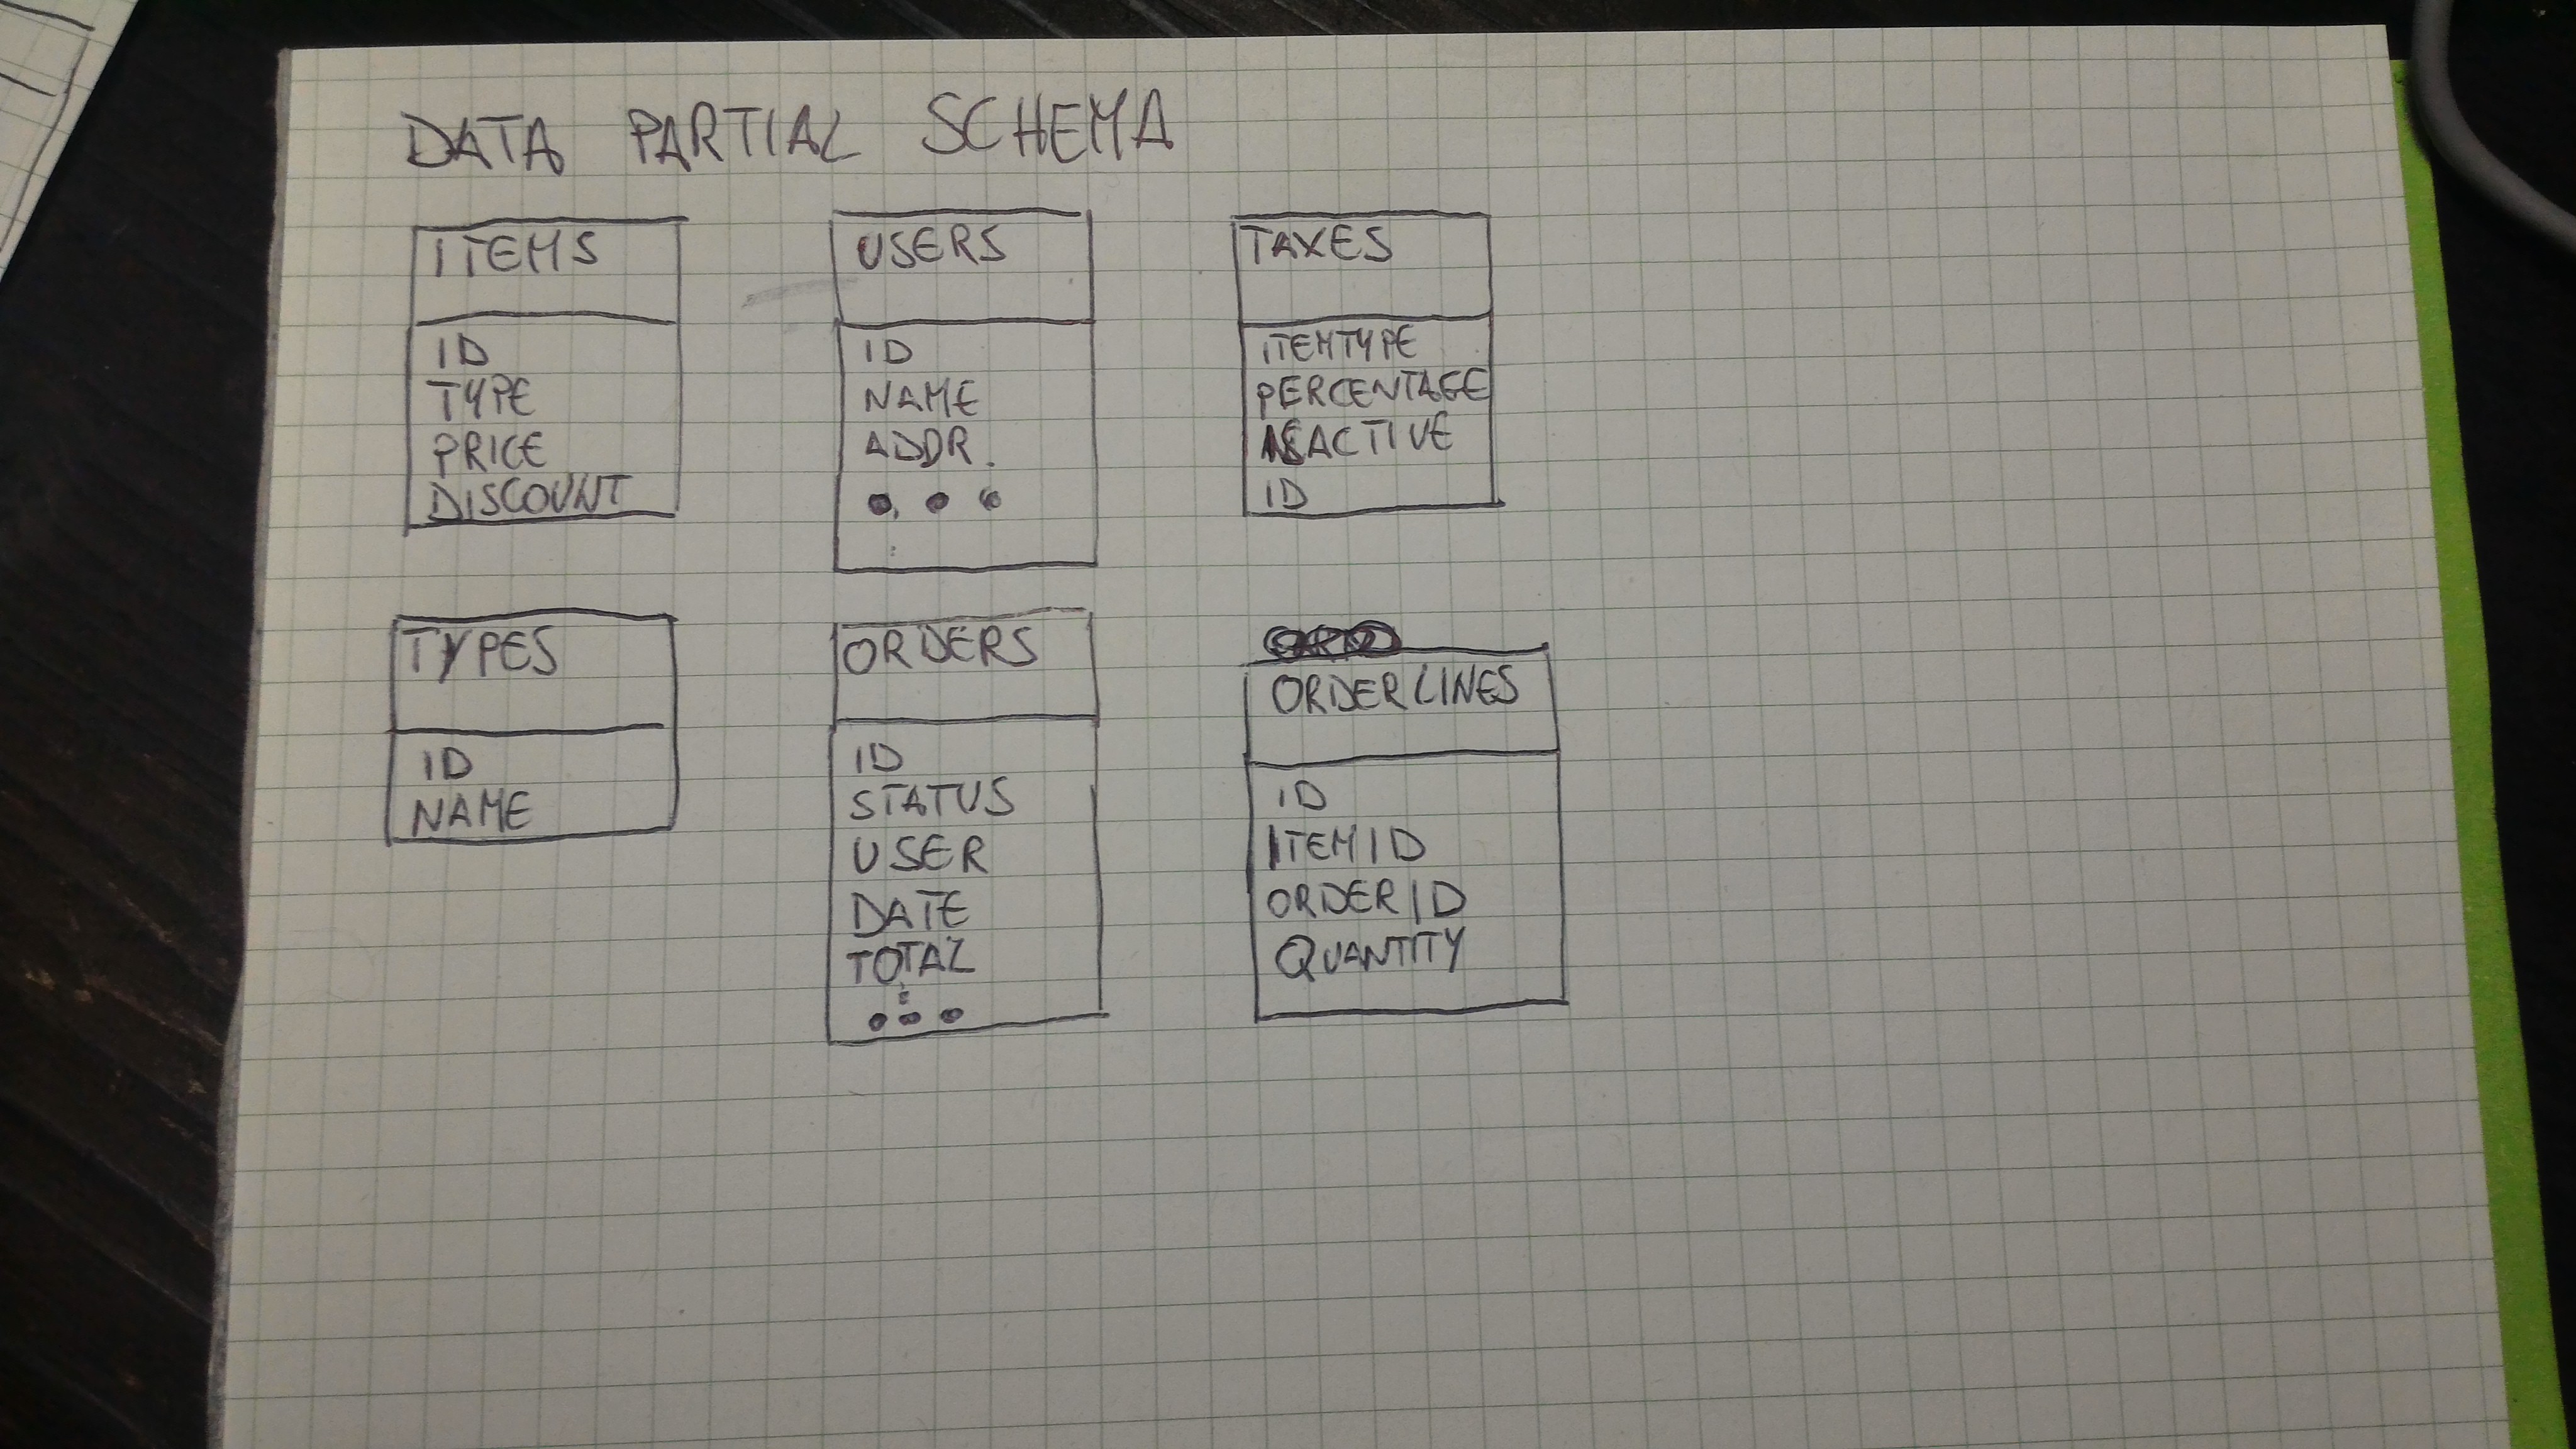 DATA PARTIAL SCHEMA
ITEMS
ID
TYPE
PRICE
DISCOUNT
USERS
ID
NAME
ADDR.
TAXES
ITEMTYPE
PERCENTAGE
ACTIVE
ID
TYPES
ID
NAME
ORDERS
ID
STATUS
USER
DATE
TOTAL
ORDERLINES
ID
ITEMID
ORDERID
QUANTITY